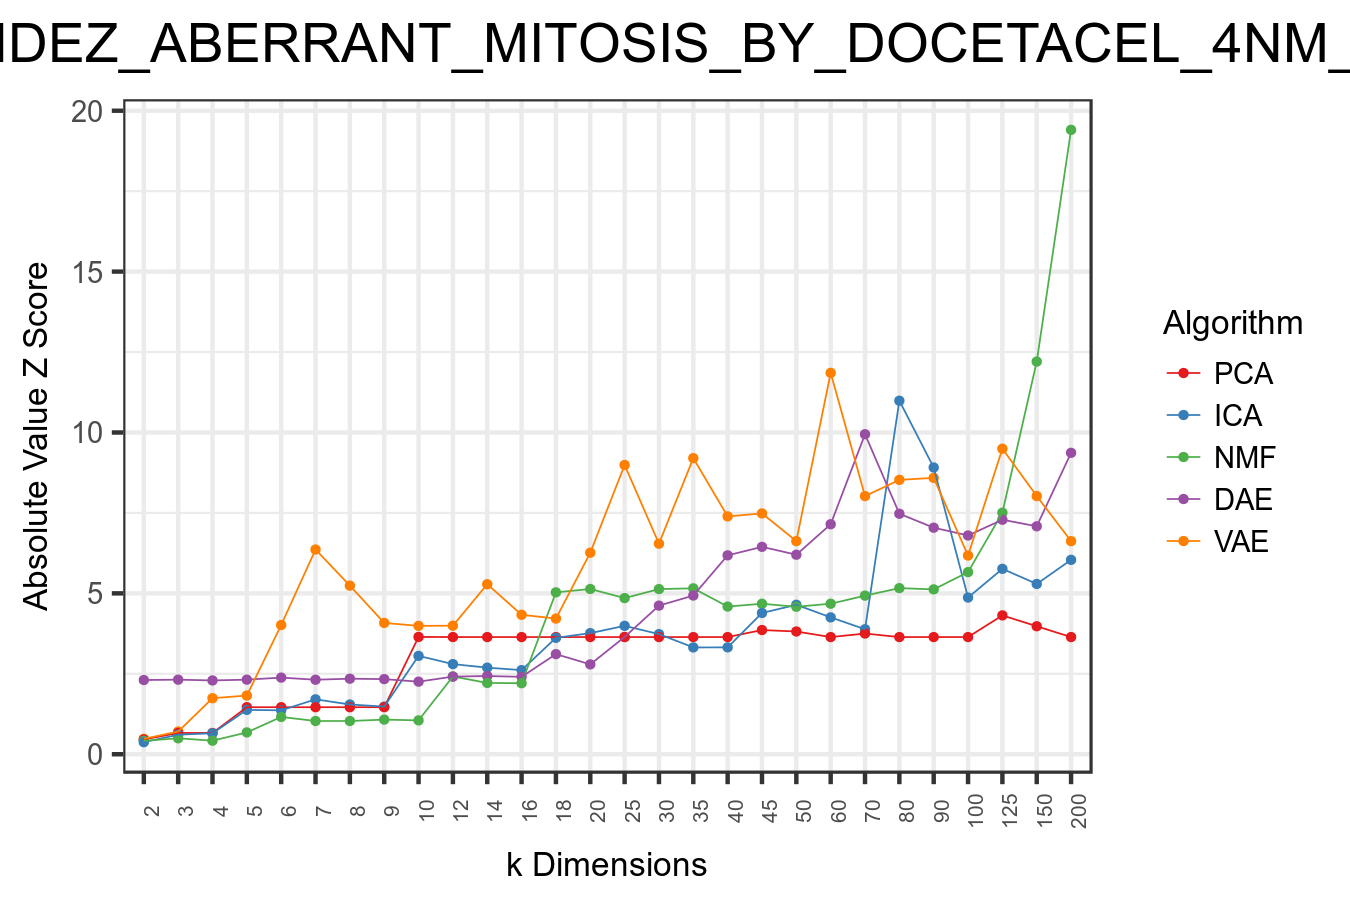 IDEZ_ABERRANT_MITOSIS_BY_DOCETACEL_4NM_
Absolute Value Z Score
20
15
10
5
0
2 3 4 5 6 7 8 9 10 12 14 16 18 20 25 30 35 40 45 50 60 70 80 90 100 125 150 200
k Dimensions
Algorithm
PCA
ICA
NMF
DAE
VAE